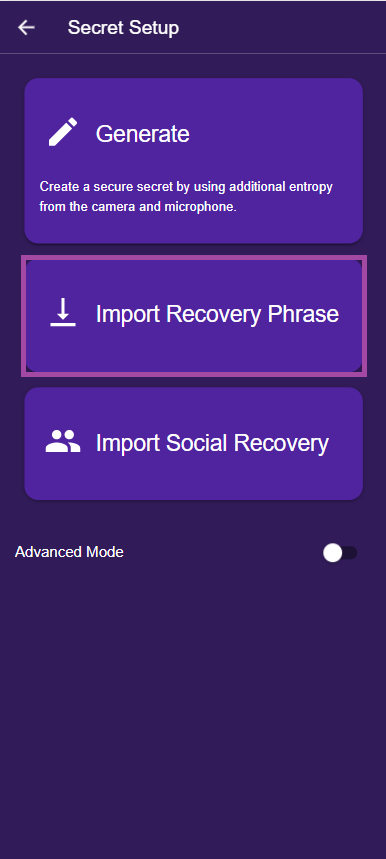 Secret Setup
Generate
Create a secure secret by using additional entropy
from the camera and microphone.
Import Recovery Phrase
Import Social Recovery
Advanced Mode